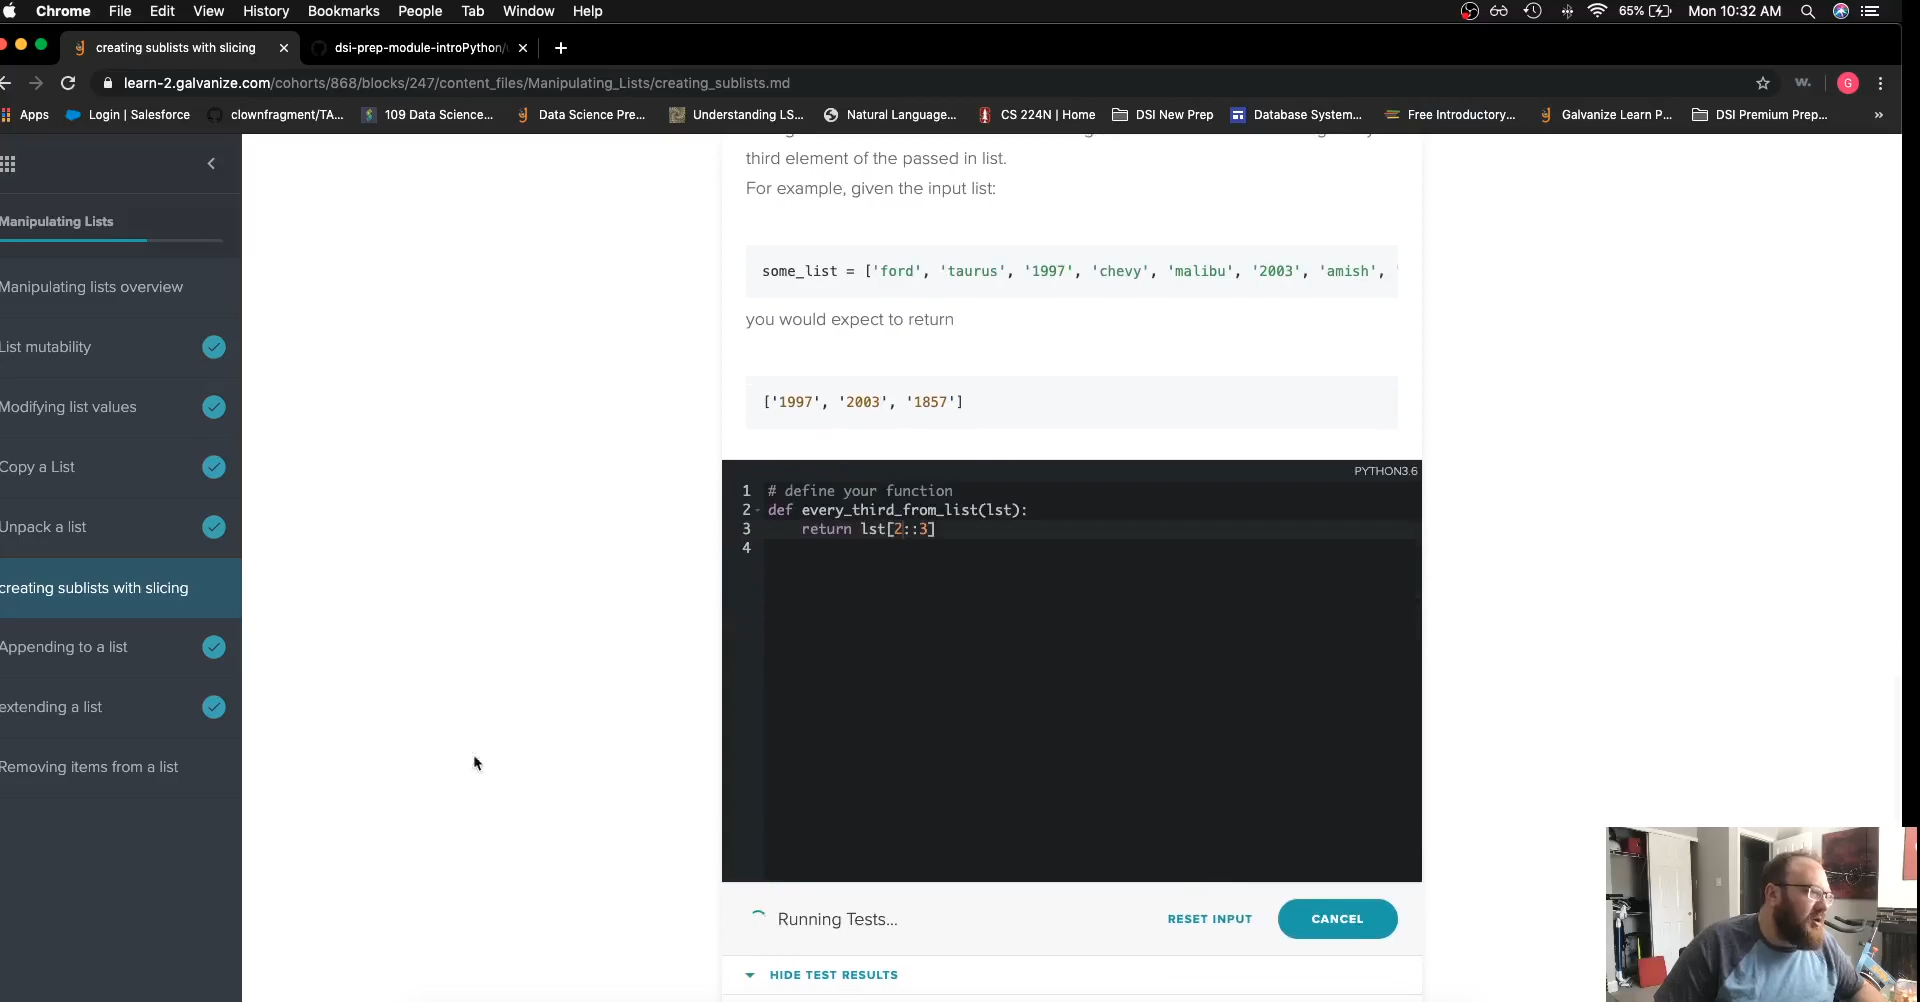 Chrome File Edit View History Bookmarks People Tab Window Help 65% Mon 10:32 AM
creating sublists with slicing dsi-prep-module-introPython/
learn-2.galvanize.com/cohorts/868/blocks/247/content_files/Manipulating_Lists/creating_sublists.md G
Apps Login | Salesforce clownfragment/TA... 109 Data Science... Data Science Pre... Understanding LS... Natural Language... CS 224N | Home DSI New Prep Database System... Free Introductory... Galvanize Learn P... DSI Premium Prep... »
Manipulating Lists
Manipulating lists overview
List mutability
Modifying list values
Copy a List
Unpack a list
creating sublists with slicing
Appending to a list
extending a list
Removing items from a list
third element of the passed in list.
For example, given the input list:
some_list = ['ford', 'taurus', '1997', 'chevy', 'malibu', '2003', 'amish', '
you would expect to return
['1997', '2003', '1857']
PYTHON3.6
1 # define your function
2 def every_third_from_list(lst):
3 return lst[2::3]
4
Running Tests... RESET INPUT CANCEL
HIDE TEST RESULTS